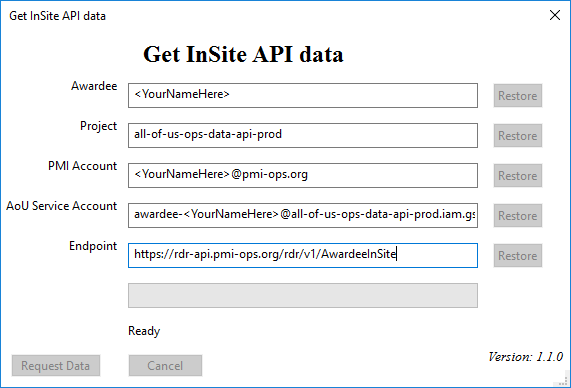 Get InSite API data
Get InSite API data
Awardee <YourNameHere> Restore
Project all-of-us-ops-data-api-prod Restore
PMI Account <YourNameHere>@pmi-ops.org Restore
AoU Service Account awardee-<YourNameHere>@all-of-us-ops-data-api-prod.iam.gs Restore
Endpoint https://rdr-api.pmi-ops.org/rdr/v1/AwardeeInSite Restore
Ready
Request Data Cancel Version: 1.1.0